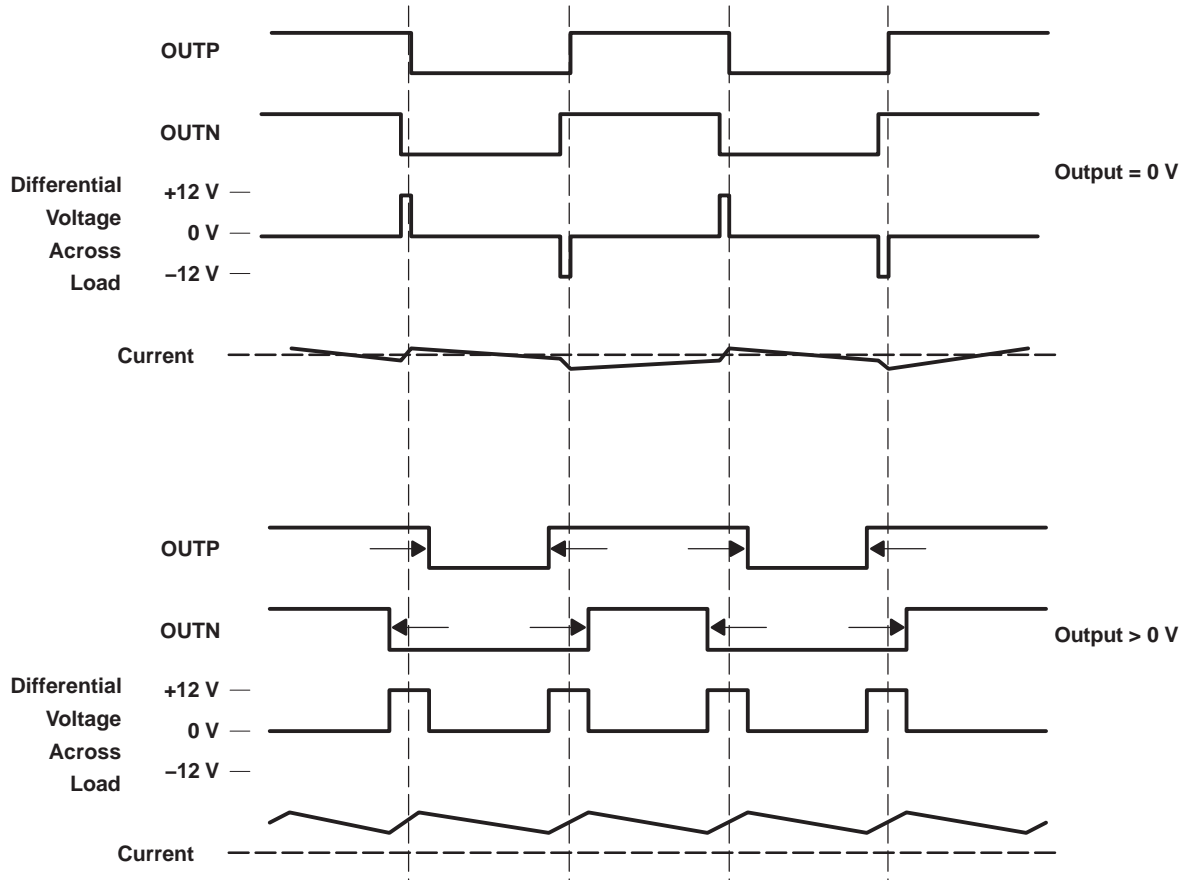 OUTP
OUTN
Output = 0 V
Differential
Voltage
Across
Load
+12 V
0 V
–12 V
Current
OUTP
OUTN
Output > 0 V
Differential
Voltage
Across
Load
+12 V
0 V
–12 V
Current